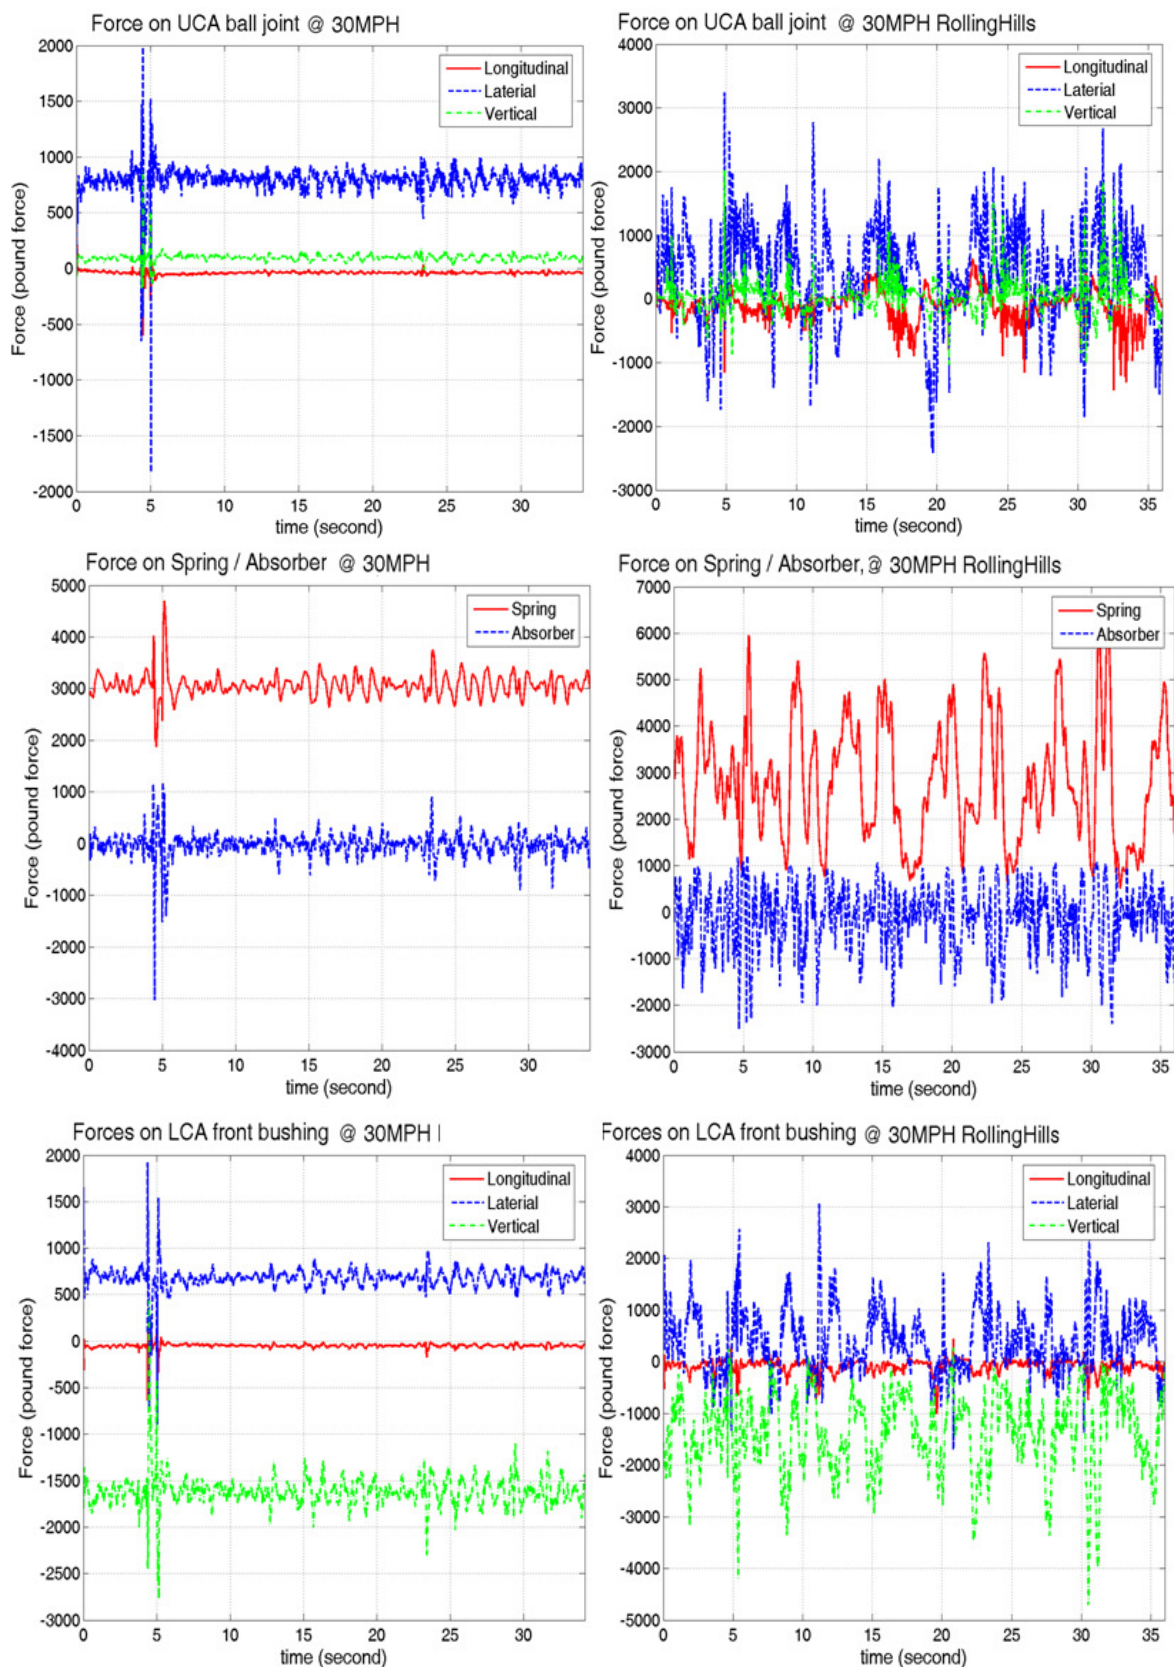 Force on UCA ball joint @ 30MPH
2000
1500
1000
500
0
-500
-1000
-1500
2000
Force (pound force)
Longitudinal
Laterial
Vertical
0 5 10 15 20 25 30
time (second)
Force on UCA ball joint @ 30MPH RollingHills
4000
3000
2000
1000
0
-1000
-2000
-3000
Force (pound force)
Longitudinal
Laterial
Vertical
0 5 10 15 20 25 30 35
time (second)
Force on Spring / Absorber @ 30MPH
5000
4000
3000
2000
1000
0
-1000
-2000
-3000
-4000
Force (pound force)
Spring
Absorber
0 5 10 15 20 25 30
time (second)
Force on Spring / Absorber, @ 30MPH RollingHills
7000
6000
5000
4000
3000
2000
1000
0
-1000
-2000
-3000
Force (pound force)
Spring
Absorber
0 5 10 15 20 25 30 35
time (second)
Forces on LCA front bushing @ 30MPH |
2000
1500
1000
500
0
-500
-1000
-1500
-2000
-2500
-3000
Force (pound force)
Longitudinal
Laterial
Vertical
0 5 10 15 20 25 30
time (second)
Forces on LCA front bushing @ 30MPH RollingHills
4000
3000
2000
1000
0
-1000
-2000
-3000
-4000
-5000
Force (pound force)
Longitudinal
Laterial
Vertical
0 5 10 15 20 25 30 35
time (second)